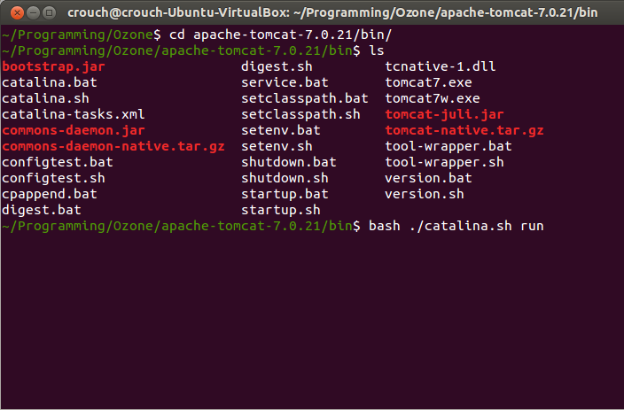 crouch@crouch-Ubuntu-VirtualBox: ~/Programming/Ozone/apache-tomcat-7.0.21/bin
~/Programming/Ozone$ cd apache-tomcat-7.0.21/bin/
~/Programming/Ozone/apache-tomcat-7.0.21/bin$ ls
bootstrap.jar digest.sh tcnative-1.dll
catalina.bat service.bat tomcat7.exe
catalina.sh setclasspath.bat tomcat7w.exe
catalina-tasks.xml setclasspath.sh tomcat-juli.jar
commons-daemon.jar setenv.bat tomcat-native.tar.gz
commons-daemon-native.tar.gz setenv.sh tool-wrapper.bat
configtest.bat shutdown.bat tool-wrapper.sh
configtest.sh shutdown.sh version.bat
cpappend.bat startup.bat version.sh
digest.bat startup.sh
~/Programming/Ozone/apache-tomcat-7.0.21/bin$ bash ./catalina.sh run